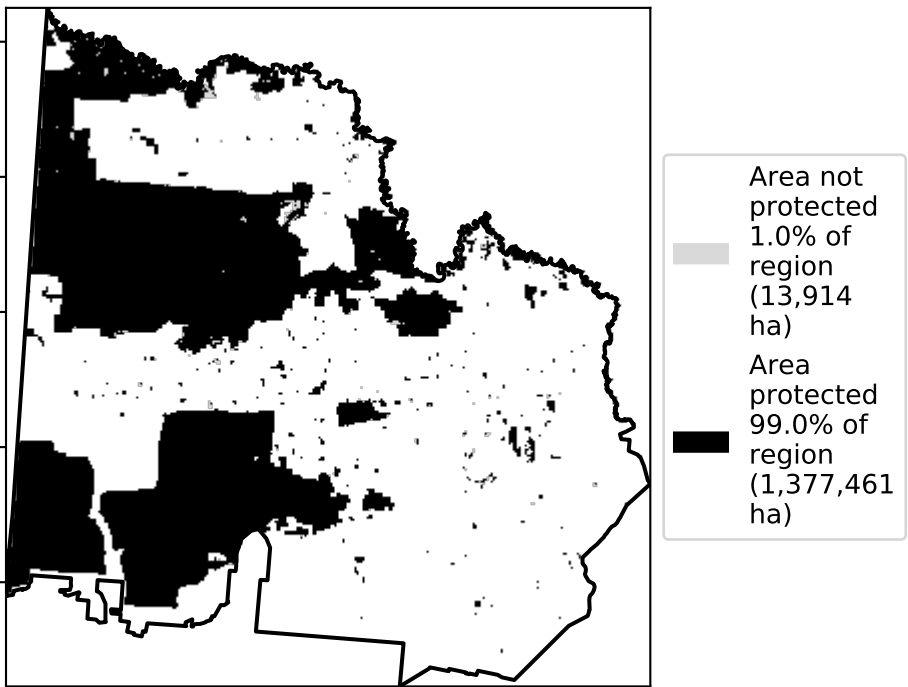 Area not
protected
1.0% of
region
(13,914
ha)
Area
protected
99.0% of
region
(1,377,461
ha)